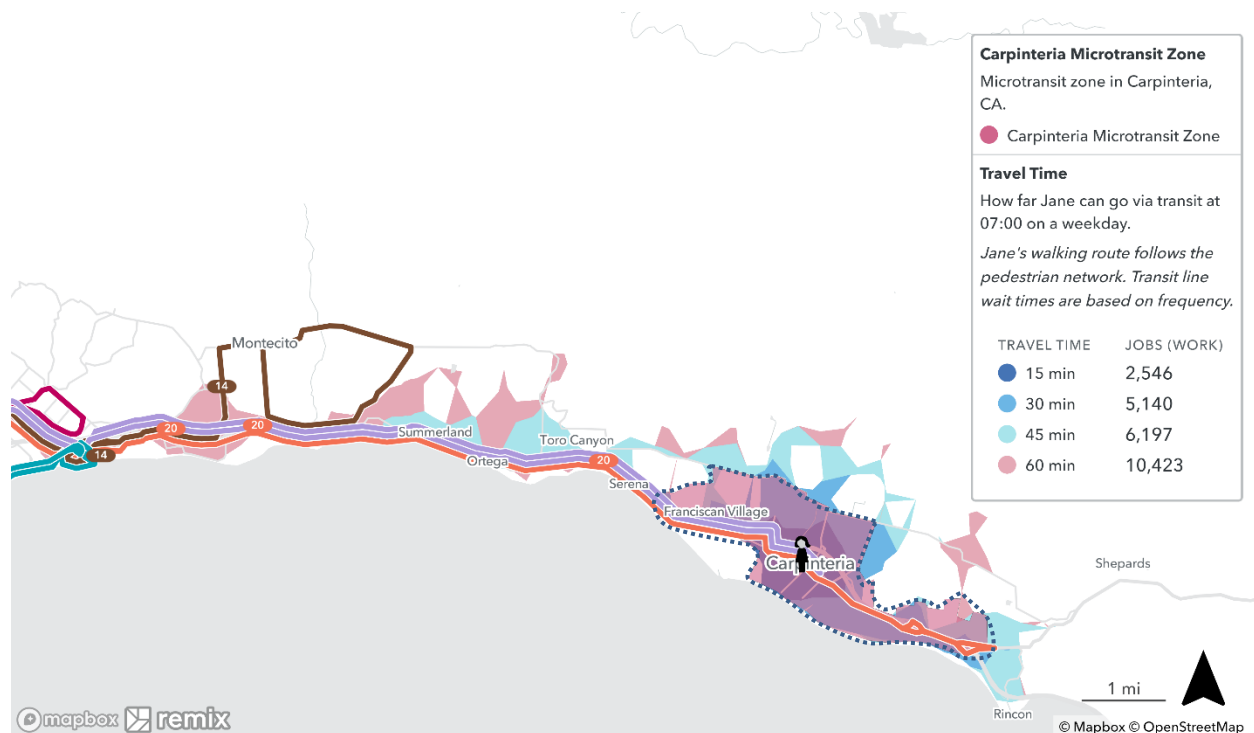 Carpinteria Microtransit Zone
Microtransit zone in Carpinteria,
CA.
Carpinteria Microtransit Zone
Travel Time
How far Jane can go via transit at
07:00 on a weekday.
Jane's walking route follows the
pedestrian network. Transit line
wait times are based on frequency.
TRAVEL TIME JOBS (WORK)
15 min 2,546
30 min 5,140
45 min 6,197
60 min 10,423
Montecito
14
20
20
14
Summerland
Toro Canyon
Ortega
20
Serena
Franciscan Village
Carpinteria
Shepards
1 mi
Rincon
mapbox remix
© Mapbox © OpenStreetMap